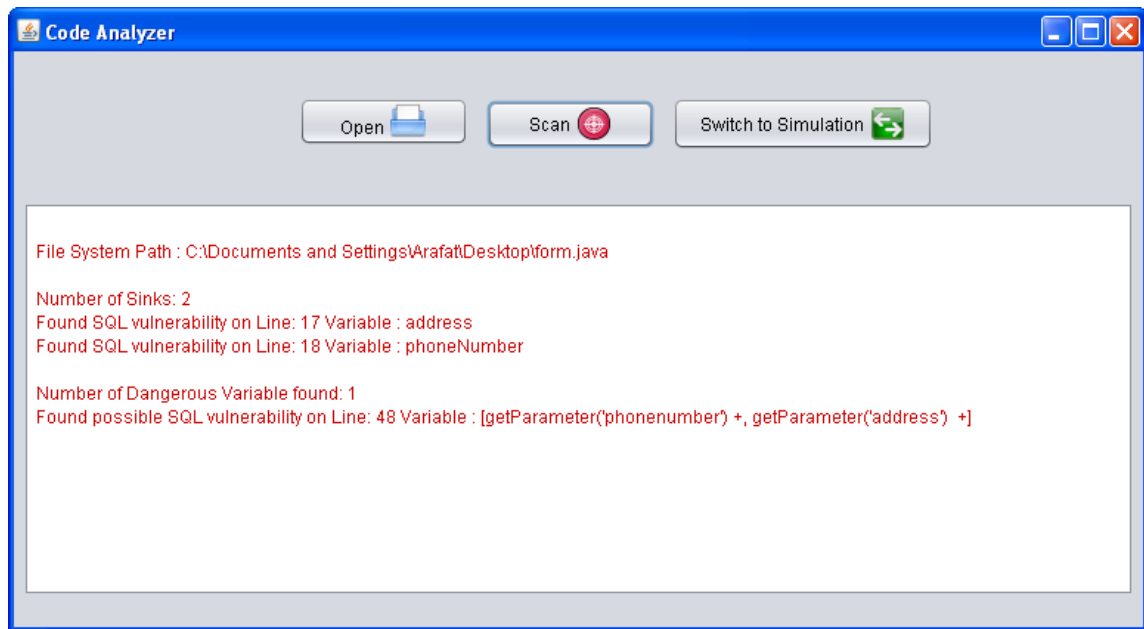 Code Analyzer
Open
Scan
Switch to Simulation
File System Path : C:\Documents and Settings\Arafat\Desktop\form.java
Number of Sinks: 2
Found SQL vulnerability on Line: 17 Variable : address
Found SQL vulnerability on Line: 18 Variable : phoneNumber
Number of Dangerous Variable found: 1
Found possible SQL vulnerability on Line: 48 Variable : [getParameter('phonenumber') +, getParameter('address')  +]